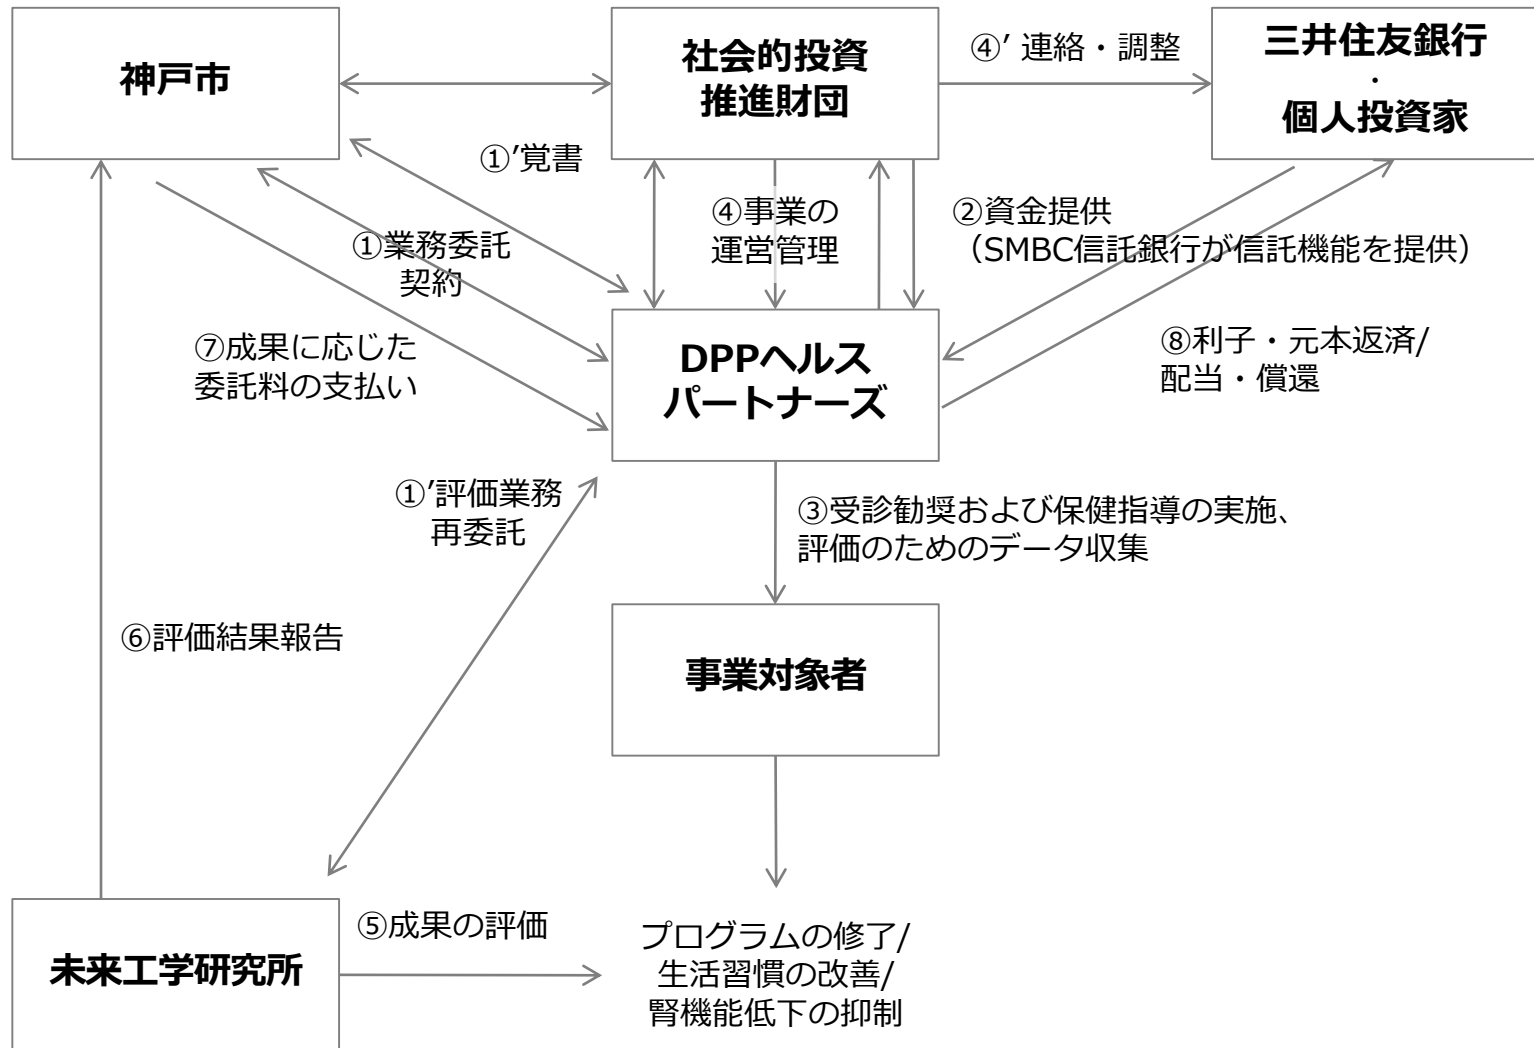 神戸市
社会的投資
推進財団
④’ 連絡・調整
三井住友銀行
・
個人投資家
①’覚書
①業務委託
契約
④事業の
運営管理
②資金提供
（SMBC信託銀行が信託機能を提供）
⑦成果に応じた
委託料の支払い
DPPヘルス
パートナーズ
⑧利子・元本返済/
配当・償還
①’評価業務
再委託
③受診勧奨および保健指導の実施、
評価のためのデータ収集
⑥評価結果報告
事業対象者
未来工学研究所
⑤成果の評価
プログラムの修了/
生活習慣の改善/
腎機能低下の抑制